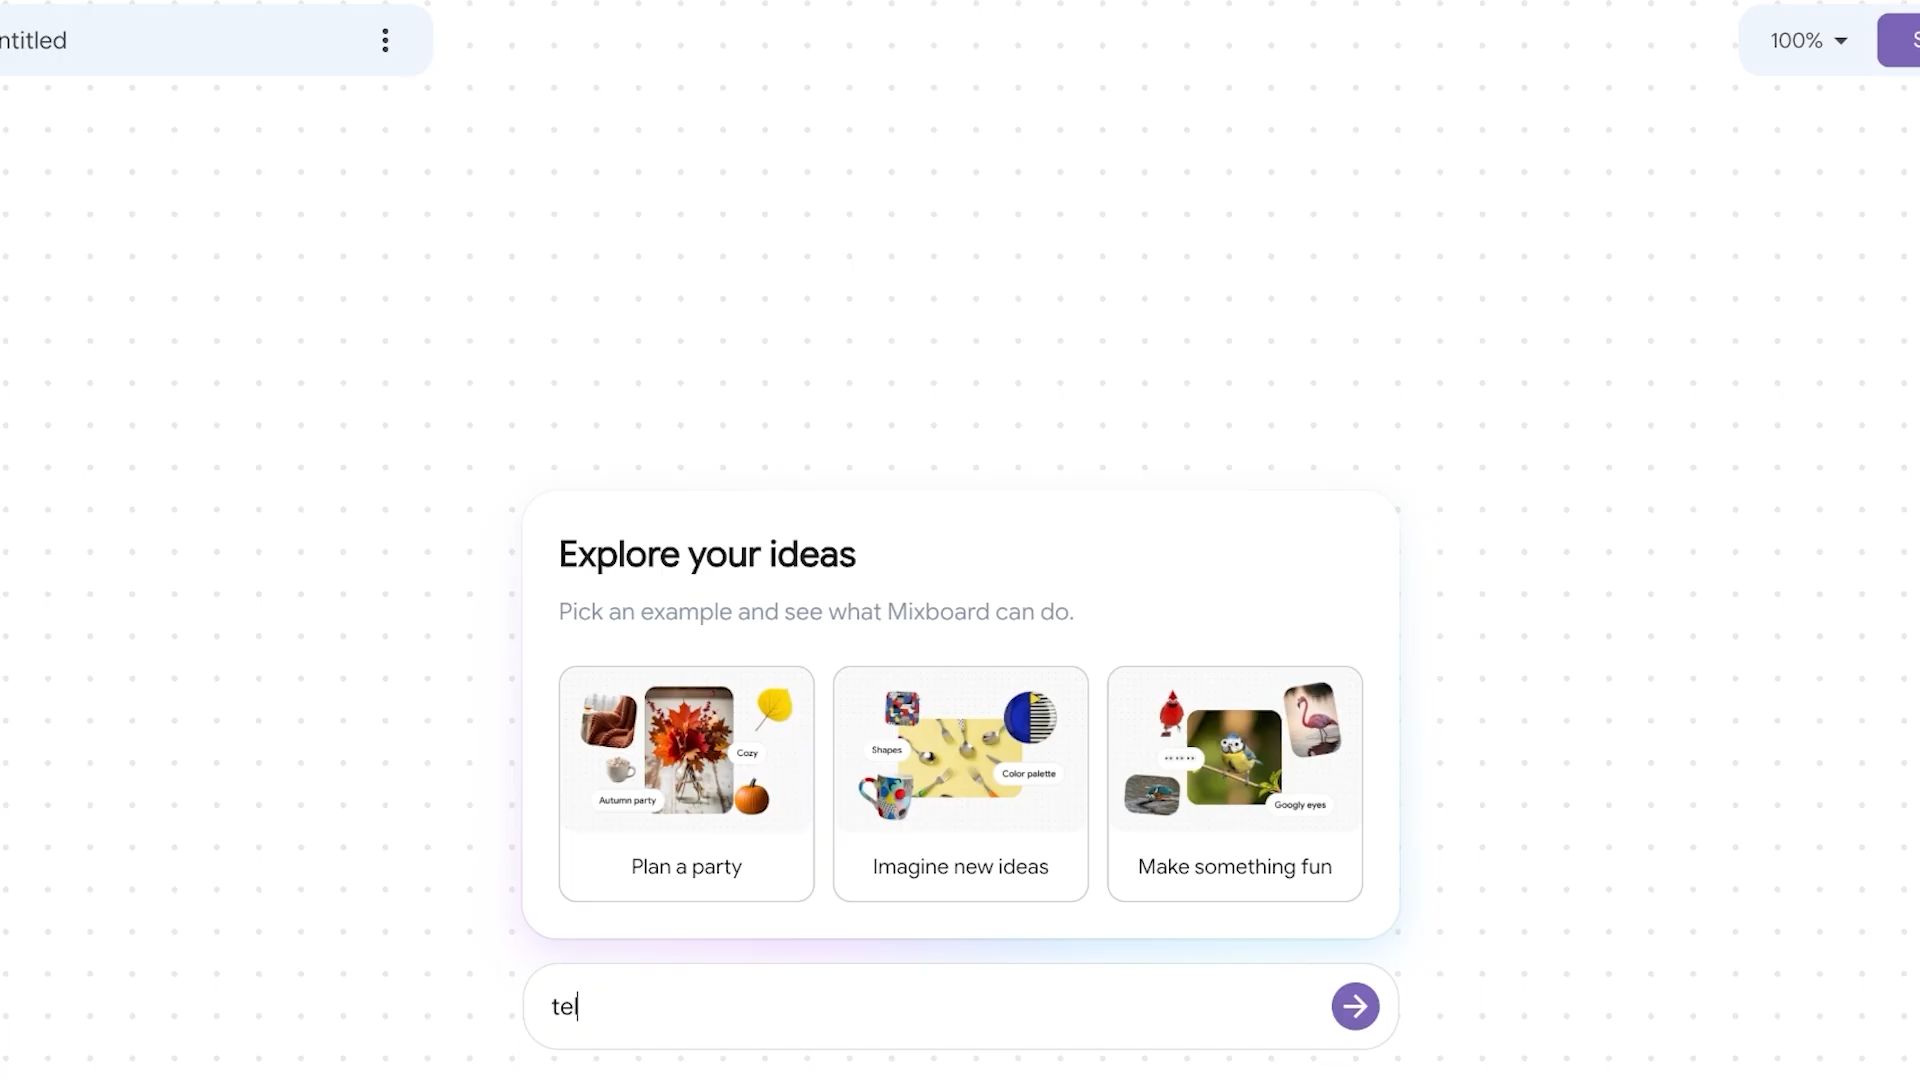 ntitled
100%
S
Explore your ideas
Pick an example and see what Mixboard can do.
Cozy
Autumn party
Plan a party
Shapes
Color palette
Imagine new ideas
Googly eyes
Make something fun
tel